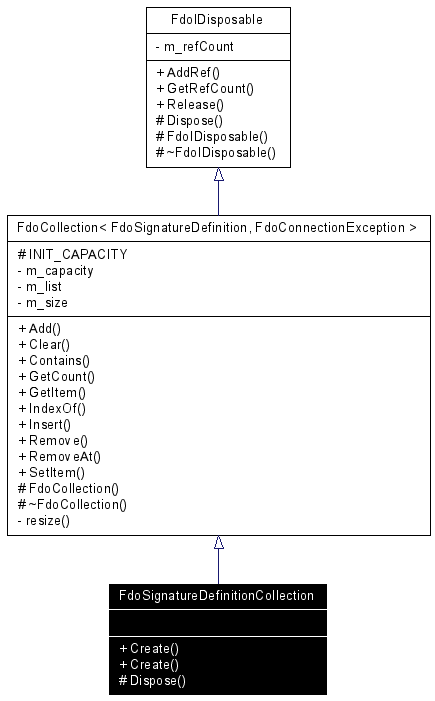 FdoIDisposable
- m_refCount
+ AddRef()
+ GetRefCount()
+ Release()
# Dispose()
# FdoIDisposable()
# ~FdoIDisposable()
FdoCollection< FdoSignatureDefinition, FdoConnectionException >
# INIT_CAPACITY
- m_capacity
- m_list
- m_size
+ Add()
+ Clear()
+ Contains()
+ GetCount()
+ GetItem()
+ IndexOf()
+ Insert()
+ Remove()
+ RemoveAt()
+ SetItem()
# FdoCollection()
# ~FdoCollection()
- resize()
FdoSignatureDefinitionCollection
+ Create()
+ Create()
# Dispose()